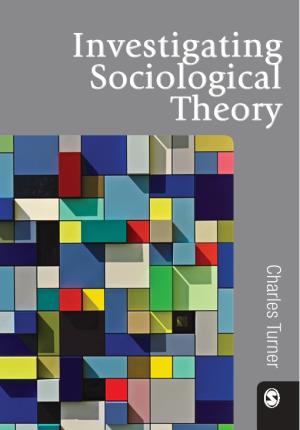 Investigating
Sociological
Theory
Charles Turner